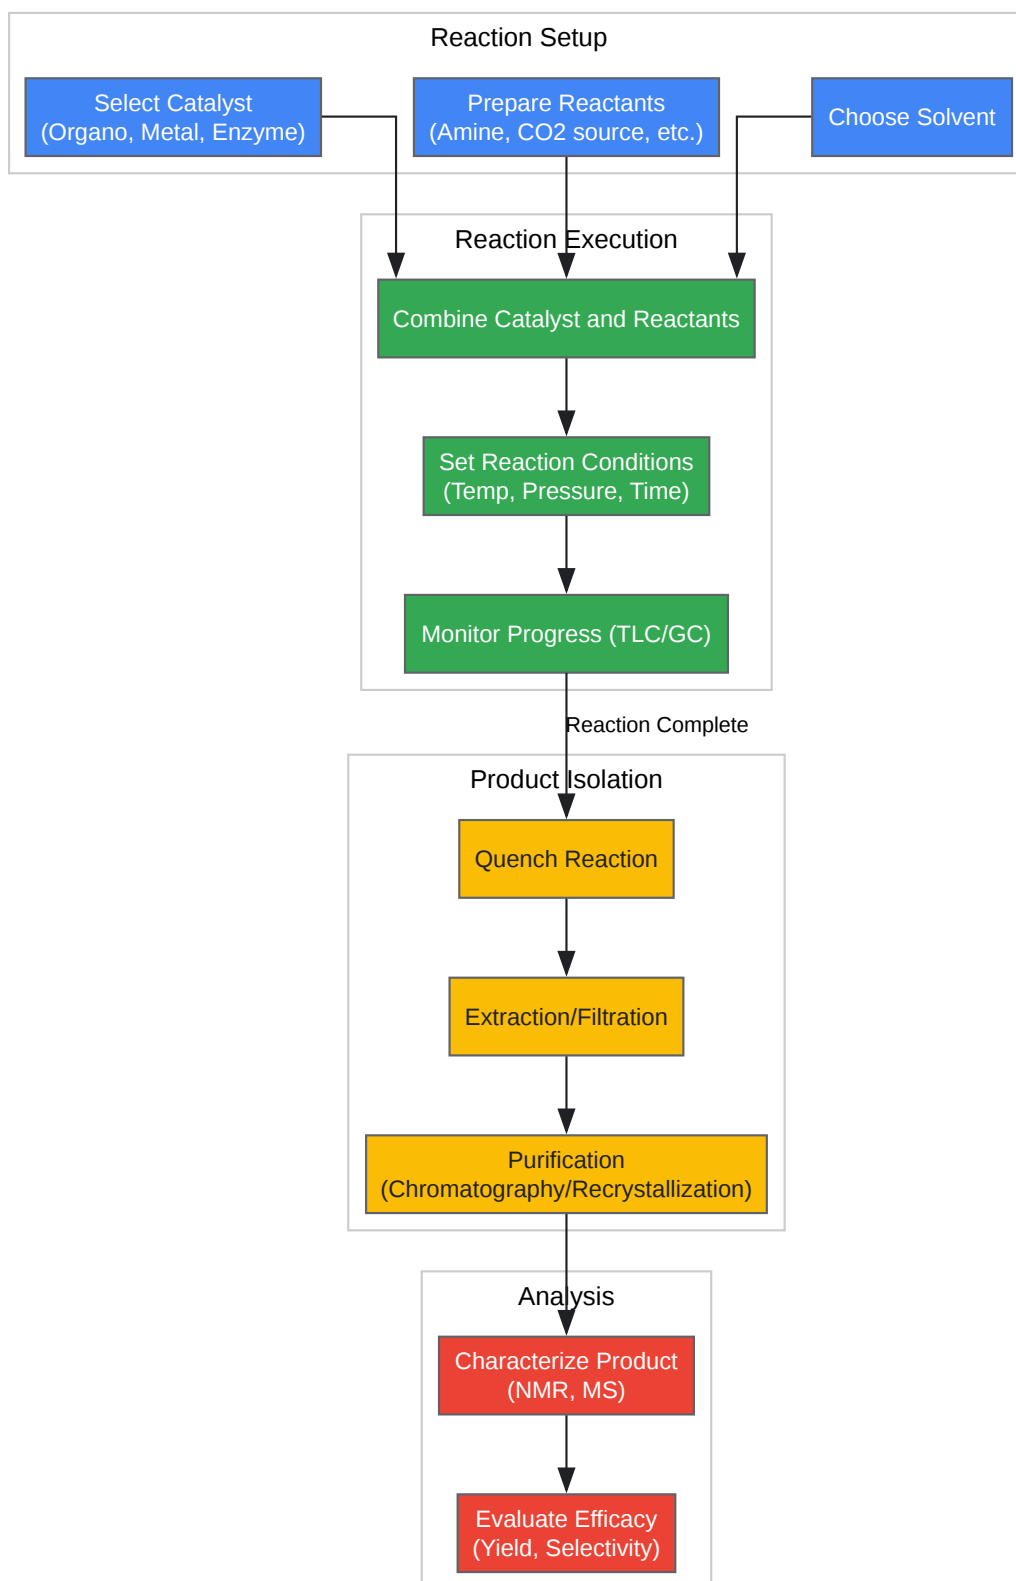 Reaction Setup
Select Catalyst
(Organo, Metal, Enzyme)
Prepare Reactants
(Amine, CO2 source, etc.)
Choose Solvent
Reaction Execution
Combine Catalyst and Reactants
Set Reaction Conditions
(Temp, Pressure, Time)
Monitor Progress (TLC/GC)
Reaction Complete
Product Isolation
Quench Reaction
Extraction/Filtration
Purification
(Chromatography/Recrystallization)
Analysis
Characterize Product
(NMR, MS)
Evaluate Efficacy
(Yield, Selectivity)